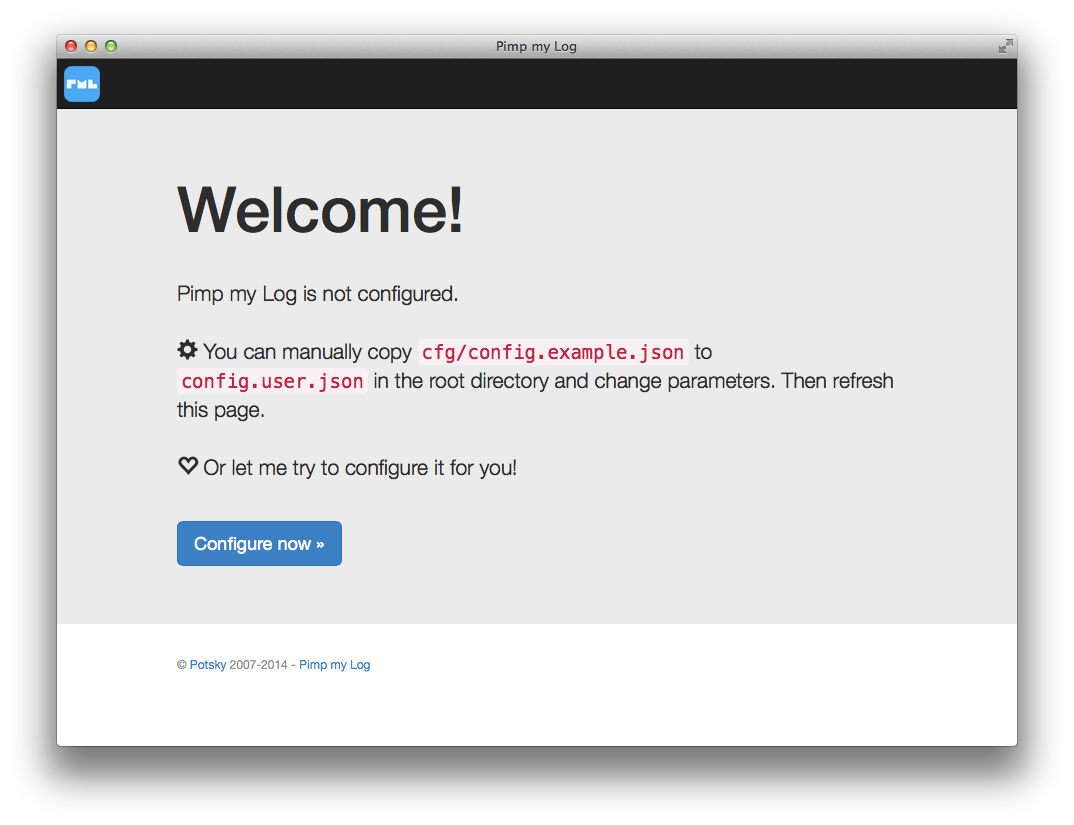 Pimp my Log
PML
Welcome!
Pimp my Log is not configured.
You can manually copy cfg/config.example.json to
config.user.json in the root directory and change parameters. Then refresh
this page.
Or let me try to configure it for you!
Configure now »
© Potsky 2007-2014 - Pimp my Log